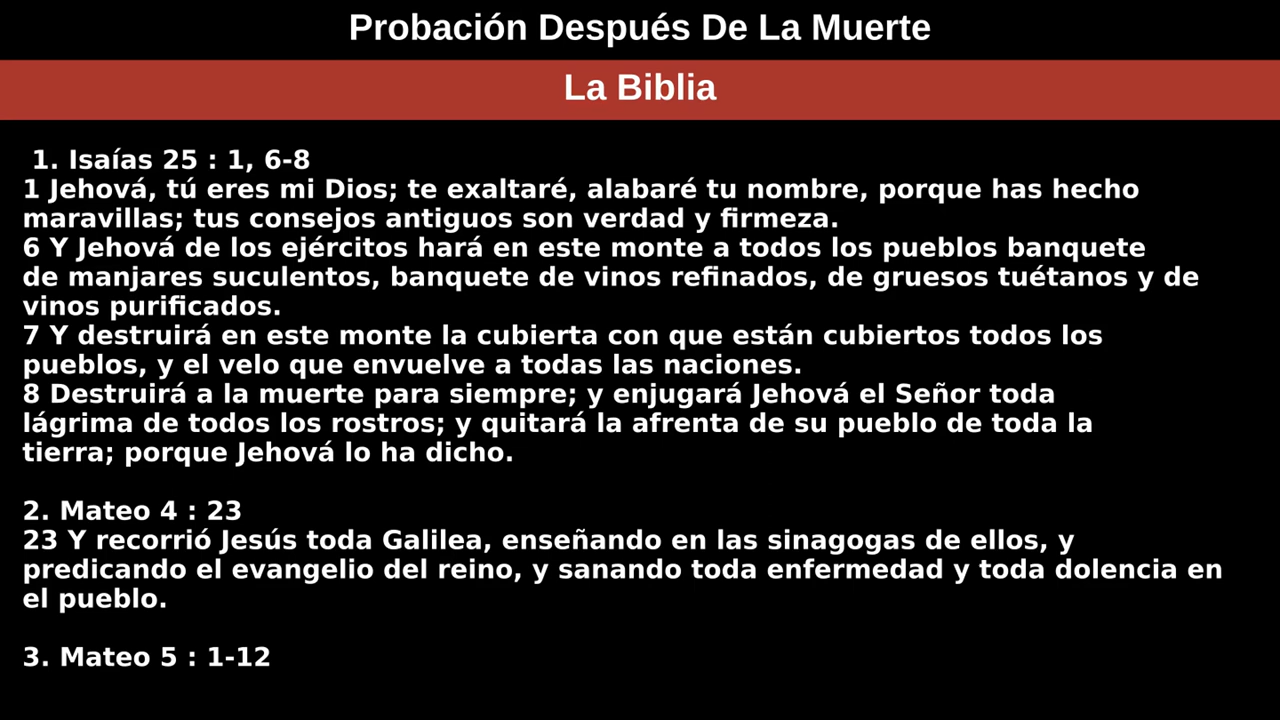 Probación Después De La Muerte
La Biblia
1. Isaías 25 : 1, 6-8
1 Jehová, tú eres mi Dios; te exaltaré, alabaré tu nombre, porque has hecho
maravillas; tus consejos antiguos son verdad y firmeza.
6 Y Jehová de los ejércitos hará en este monte a todos los pueblos banquete
de manjares suculentos, banquete de vinos refinados, de gruesos tuétanos y de
vinos purificados.
7 Y destruirá en este monte la cubierta con que están cubiertos todos los
pueblos, y el velo que envuelve a todas las naciones.
8 Destruirá a la muerte para siempre; y enjugará Jehová el Señor toda
lágrima de todos los rostros; y quitará la afrenta de su pueblo de toda la
tierra; porque Jehová lo ha dicho.
2. Mateo 4 : 23
23 Y recorrió Jesús toda Galilea, enseñando en las sinagogas de ellos, y
predicando el evangelio del reino, y sanando toda enfermedad y toda dolencia en
el pueblo.
3. Mateo 5 : 1-12